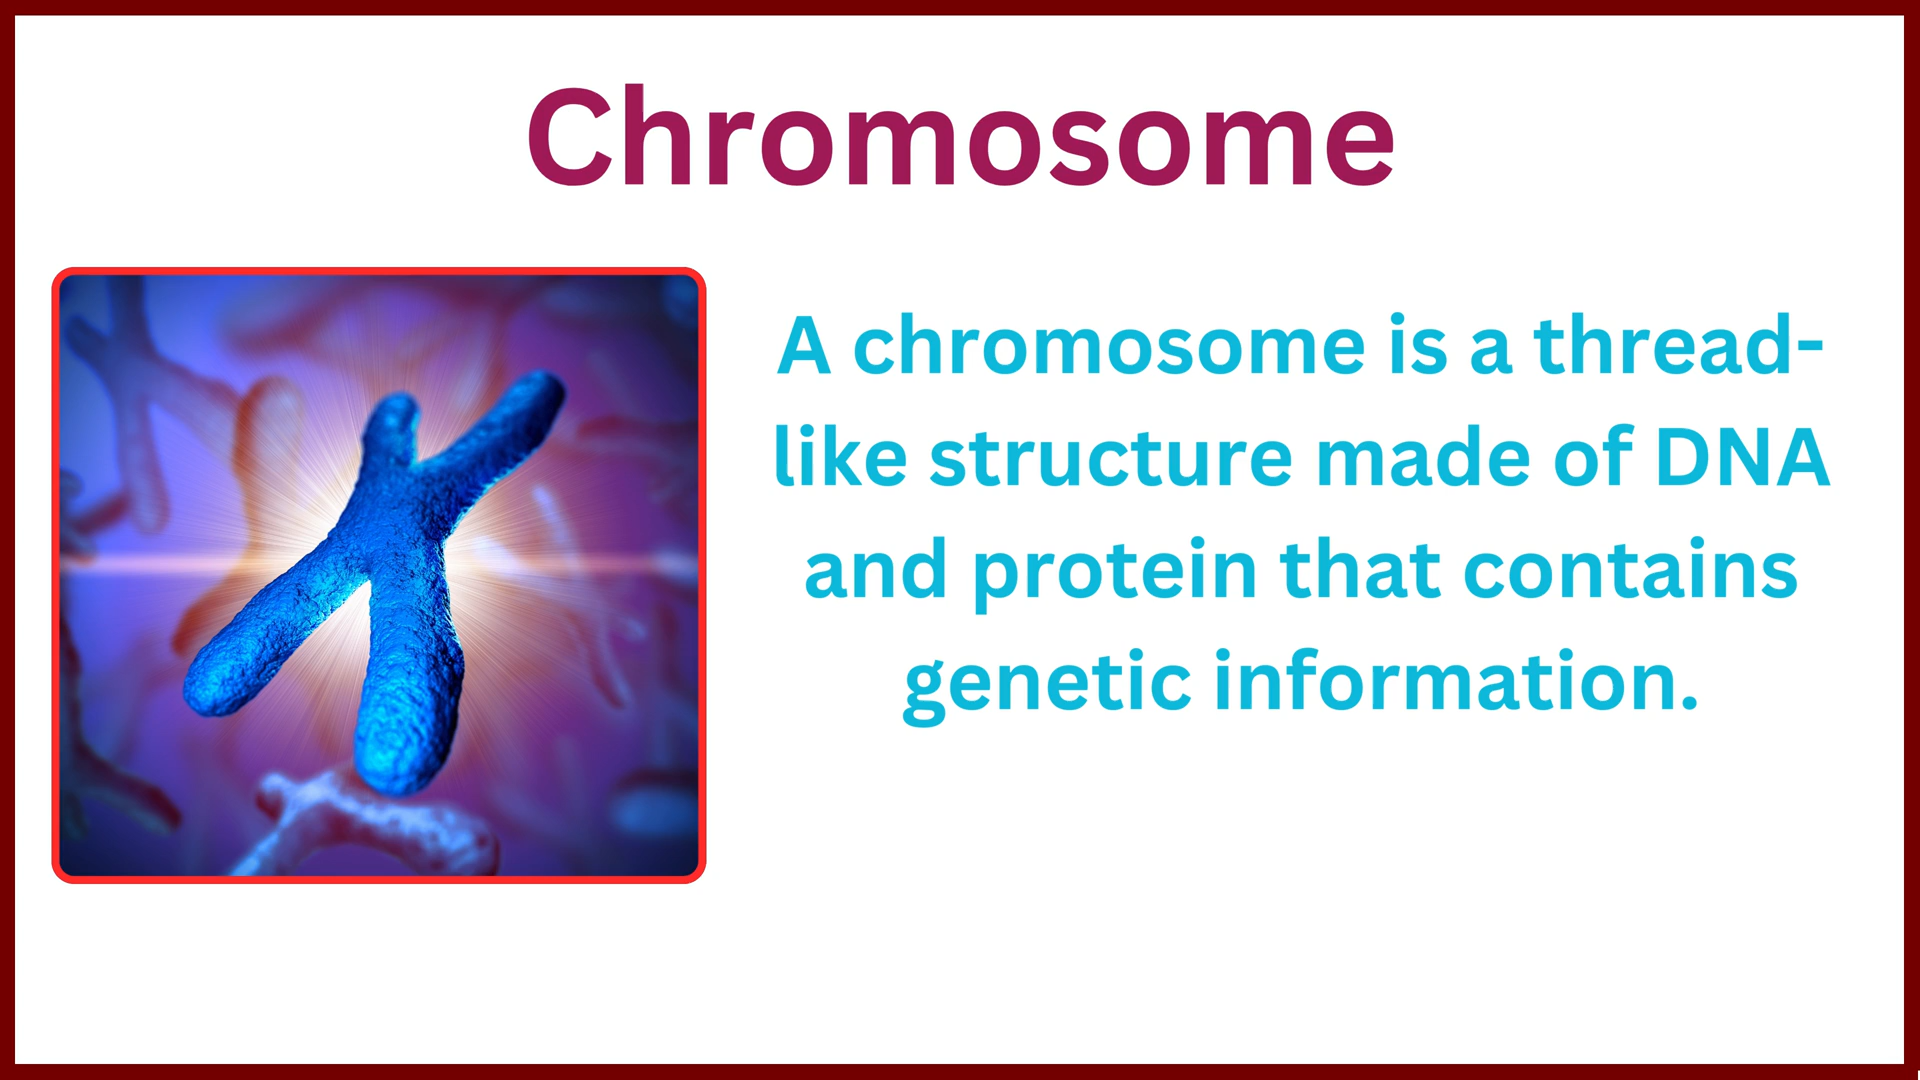 Chromosome
A chromosome is a thread-
like structure made of DNA
and protein that contains
genetic information.